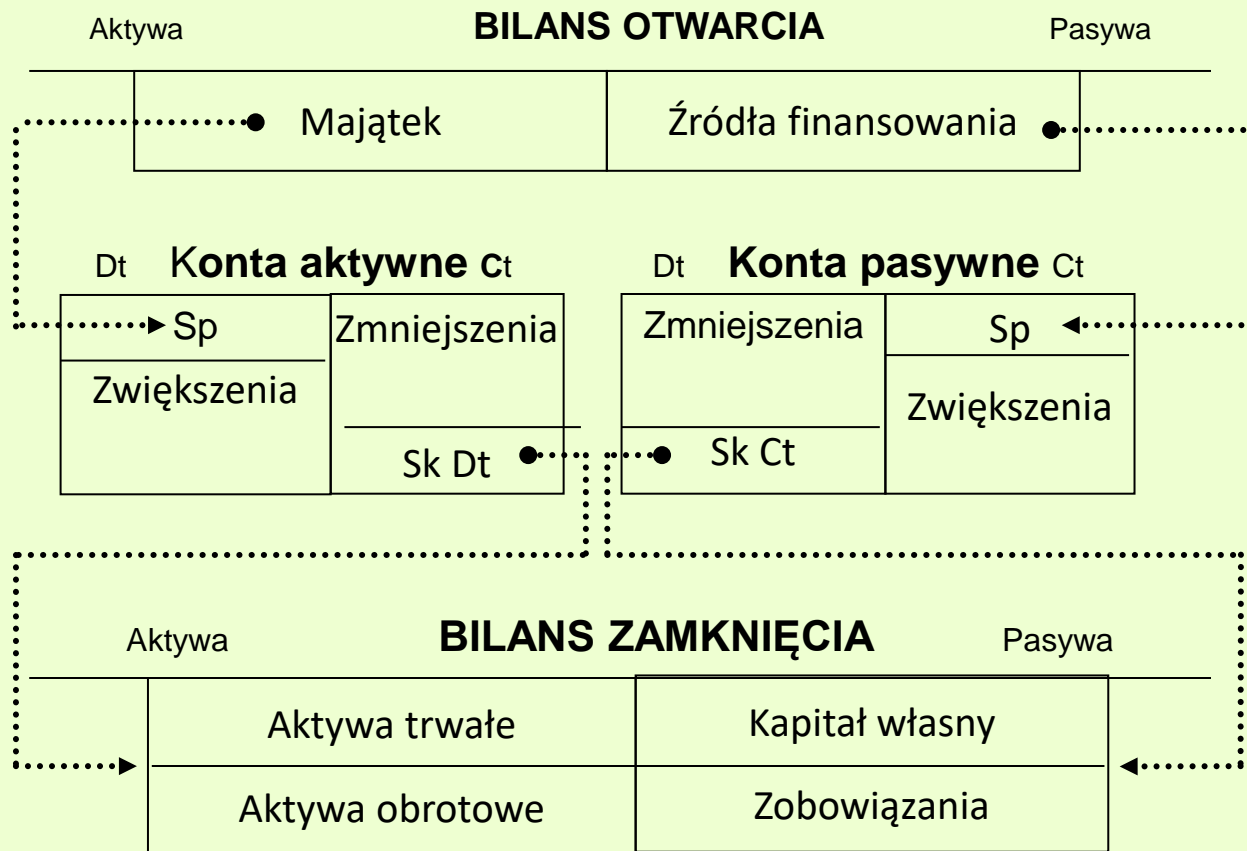 Aktywa BILANS OTWARCIA Pasywa
Majątek Źródła finansowania
Dt Konta aktywne Ct Dt Konta pasywne Ct
Sp Zmniejszenia Zmniejszenia Sp
Zwiększenia Zwiększenia
Sk Dt Sk Ct
Aktywa BILANS ZAMKNIĘCIA Pasywa
Aktywa trwałe Kapitał własny
Aktywa obrotowe Zobowiązania